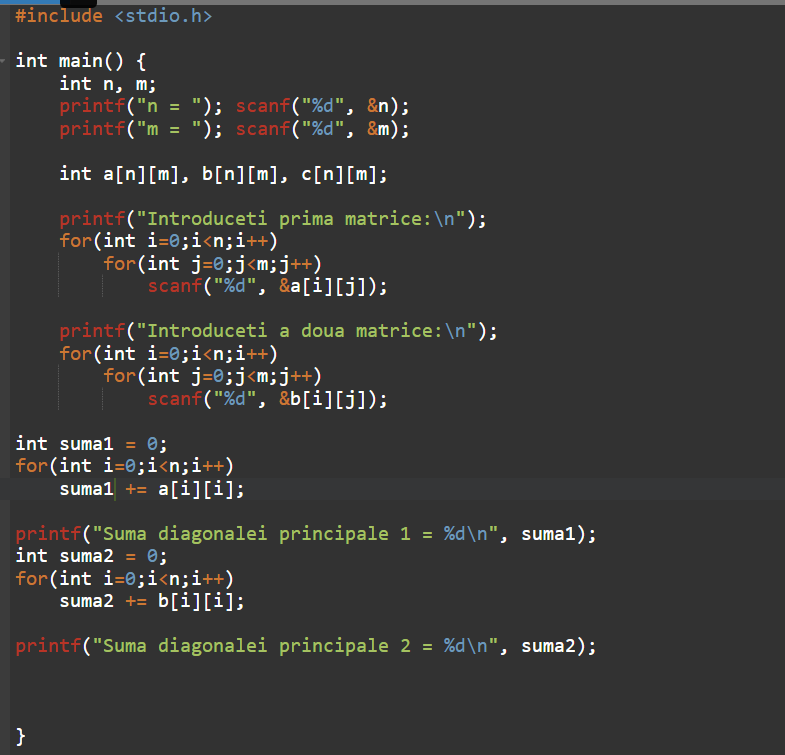 #include <stdio.h>
int main() {
    int n, m;
    printf("n = "); scanf("%d", &n);
    printf("m = "); scanf("%d", &m);
    int a[n][m], b[n][m], c[n][m];
    printf("Introduceti prima matrice:\n");
    for(int i=0;i<n;i++)
        for(int j=0;j<m;j++)
            scanf("%d", &a[i][j]);
    printf("Introduceti a doua matrice:\n");
    for(int i=0;i<n;i++)
        for(int j=0;j<m;j++)
            scanf("%d", &b[i][j]);
int suma1 = 0;
for(int i=0;i<n;i++)
    suma1 += a[i][i];
printf("Suma diagonalei principale 1 = %d\n", suma1);
int suma2 = 0;
for(int i=0;i<n;i++)
    suma2 += b[i][i];
printf("Suma diagonalei principale 2 = %d\n", suma2);
}